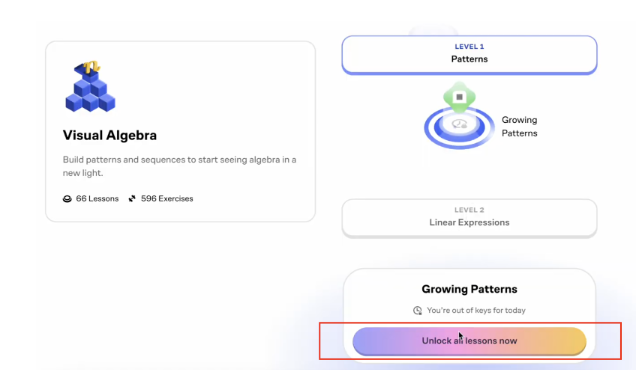 Visual Algebra
Build patterns and sequences to start seeing algebra in a
new light.
66 Lessons 596 Exercises
LEVEL 1
Patterns
Growing
Patterns
LEVEL 2
Linear Expressions
Growing Patterns
You're out of keys for today
Unlock all lessons now